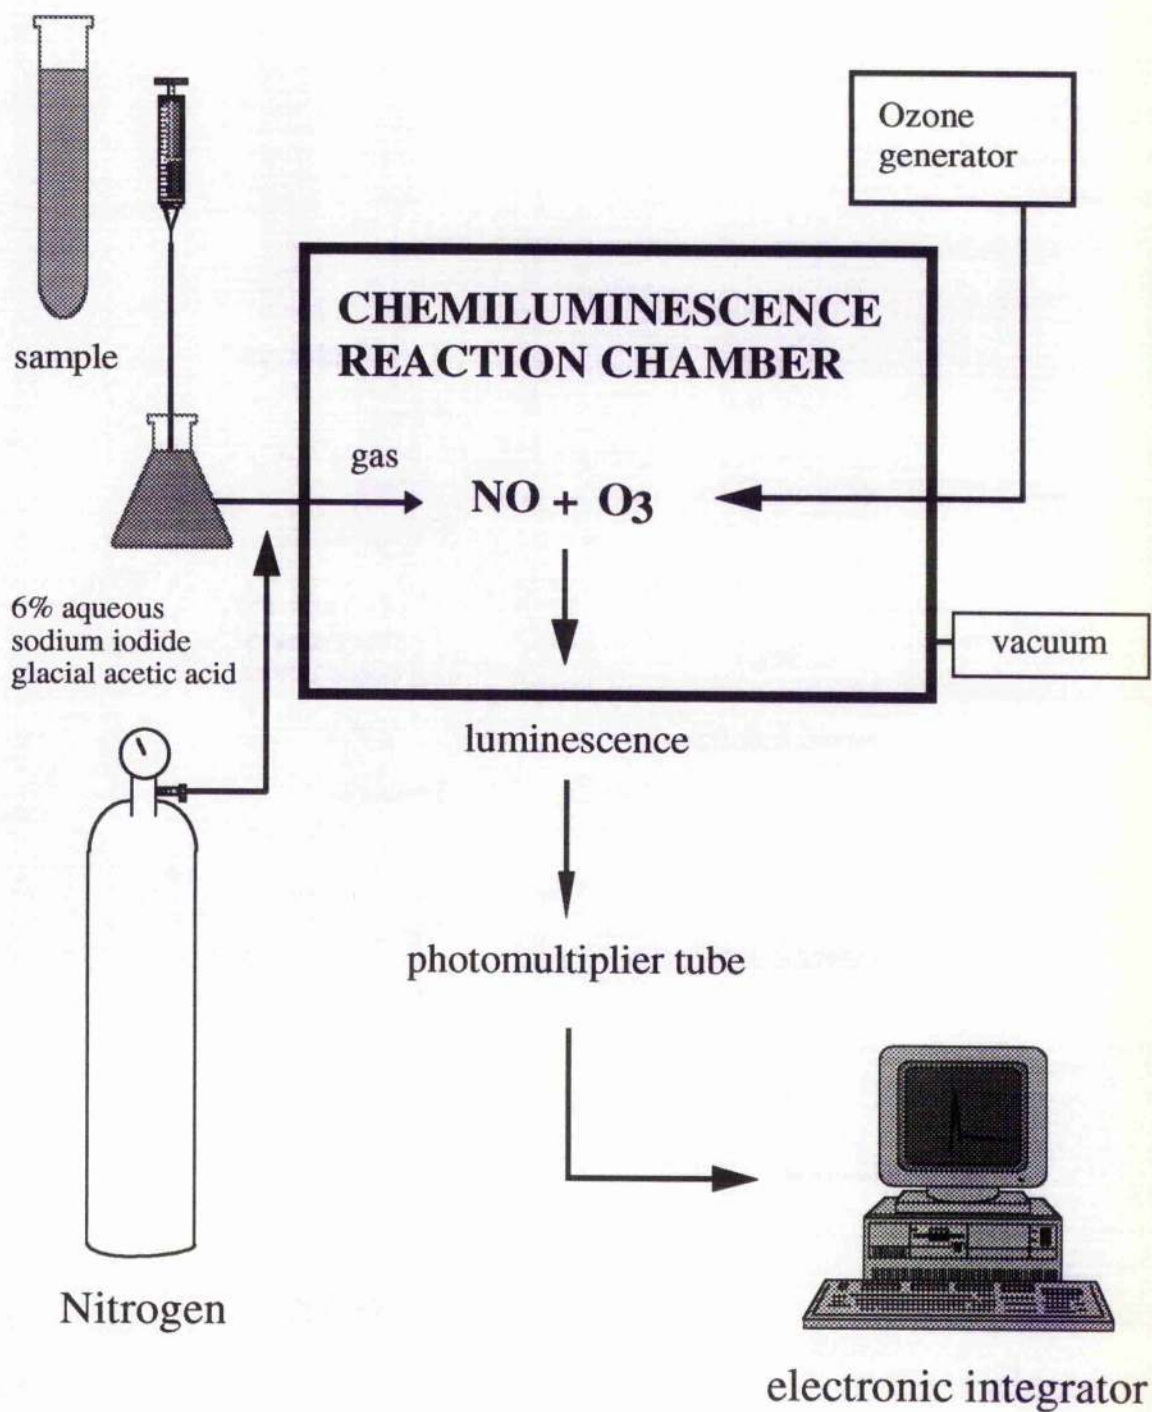 Ozone
generator
CHEMILUMINESCENCE
REACTION CHAMBER
sample
gas
NO + O3
6% aqueous
sodium iodide
glacial acetic acid
vacuum
luminescence
photomultiplier tube
Nitrogen
electronic integrator